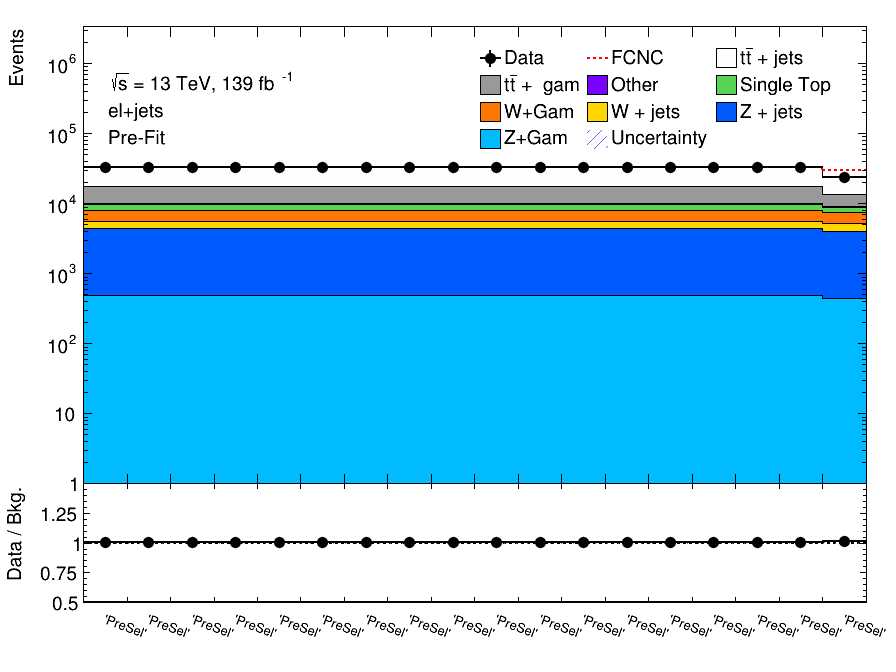 Events
10⁶
10⁵
10⁴
10³
10²
10
1
√s = 13 TeV, 139 fb ⁻¹
el+jets
Pre-Fit
Data
FCNC
tt̄ + jets
tt̄ + gam
Other
Single Top
W+Gam
W + jets
Z + jets
Z+Gam
Uncertainty
Data / Bkg.
1.25
1
0.75
0.5
'PreSel', 'PreSel', 'PreSel', 'PreSel', 'PreSel', 'PreSel', 'PreSel', 'PreSel', 'PreSel', 'PreSel', 'PreSel', 'PreSel', 'PreSel', 'PreSel', 'PreSel', 'PreSel', 'PreSel', 'PreSel',